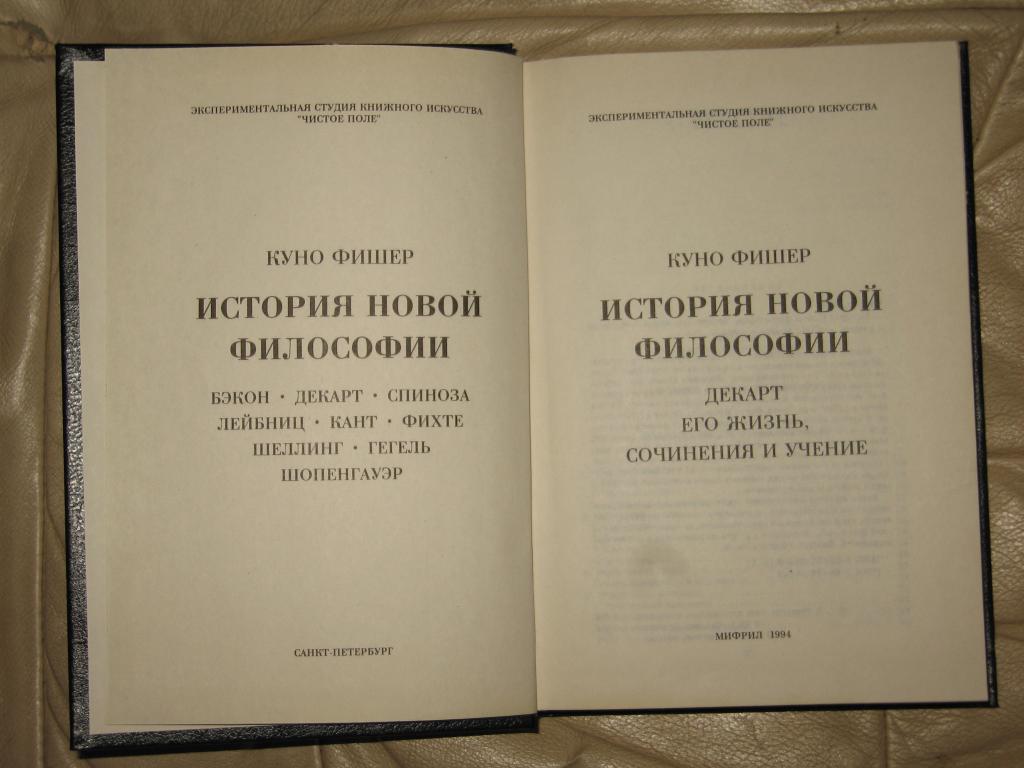 ЭКСПЕРИМЕНТАЛЬНАЯ СТУДИЯ КНИЖНОГО ИСКУССТВА
"ЧИСТОЕ ПОЛЕ"
КУНО ФИШЕР
ИСТОРИЯ НОВОЙ
ФИЛОСОФИИ
БЭКОН · ДЕКАРТ · СПИНОЗА
ЛЕЙБНИЦ · КАНТ · ФИХТЕ
ШЕЛЛИНГ · ГЕГЕЛЬ
ШОПЕНГАУЭР
САНКТ-ПЕТЕРБУРГ
ЭКСПЕРИМЕНТАЛЬНАЯ СТУДИЯ КНИЖНОГО ИСКУССТВА
"ЧИСТОЕ ПОЛЕ"
КУНО ФИШЕР
ИСТОРИЯ НОВОЙ
ФИЛОСОФИИ
ДЕКАРТ
ЕГО ЖИЗНЬ,
СОЧИНЕНИЯ И УЧЕНИЕ
МИФРИЛ 1994